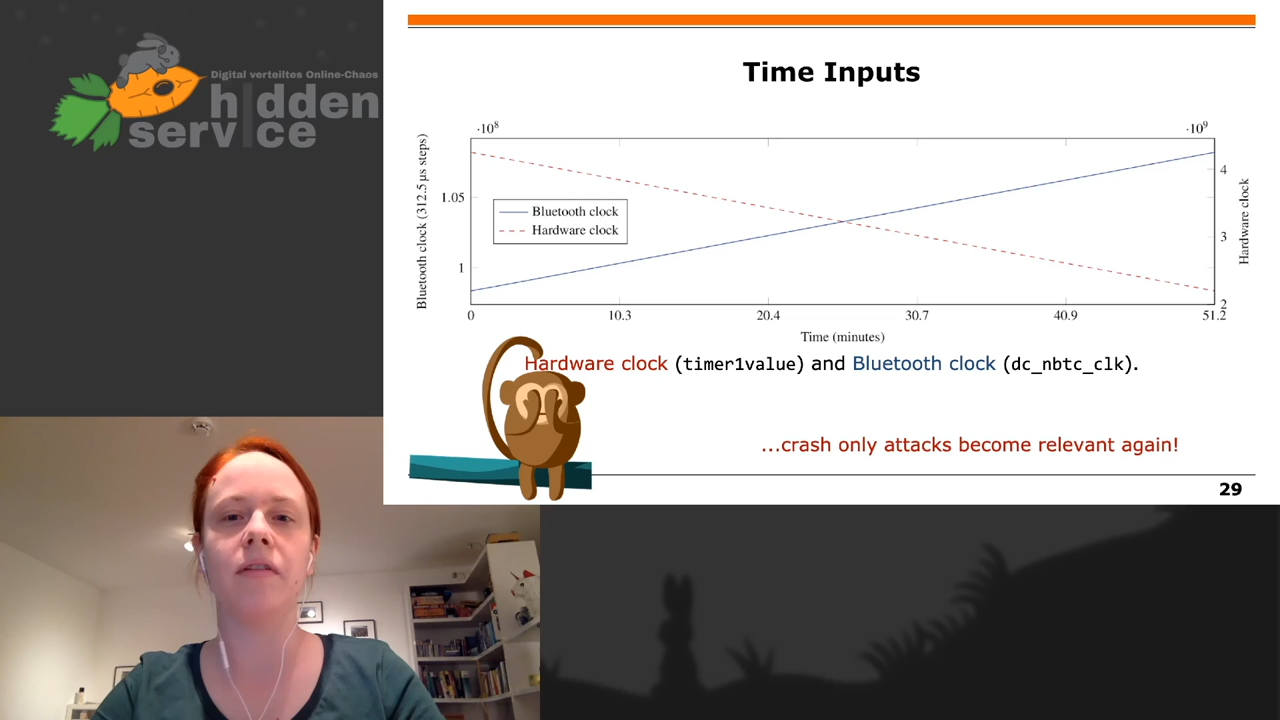 Digital verteiltes Online-Chaos
hidden
service
Time Inputs
·10⁸
·10⁹
Bluetooth clock (312.5 µs steps)
1.05
1
Bluetooth clock
Hardware clock
4
3
2
Hardware clock
0 10.3 20.4 30.7 40.9 51.2
Time (minutes)
Hardware clock (timer1value) and Bluetooth clock (dc_nbtc_clk).
...crash only attacks become relevant again!
29